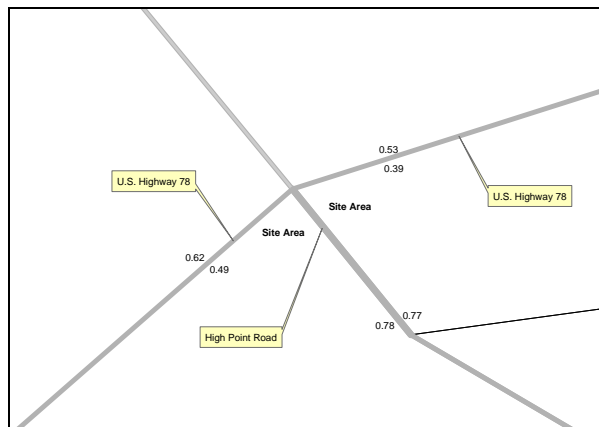 0.53
0.39
U.S. Highway 78
U.S. Highway 78
Site Area
Site Area
0.62
0.49
0.77
0.78
High Point Road